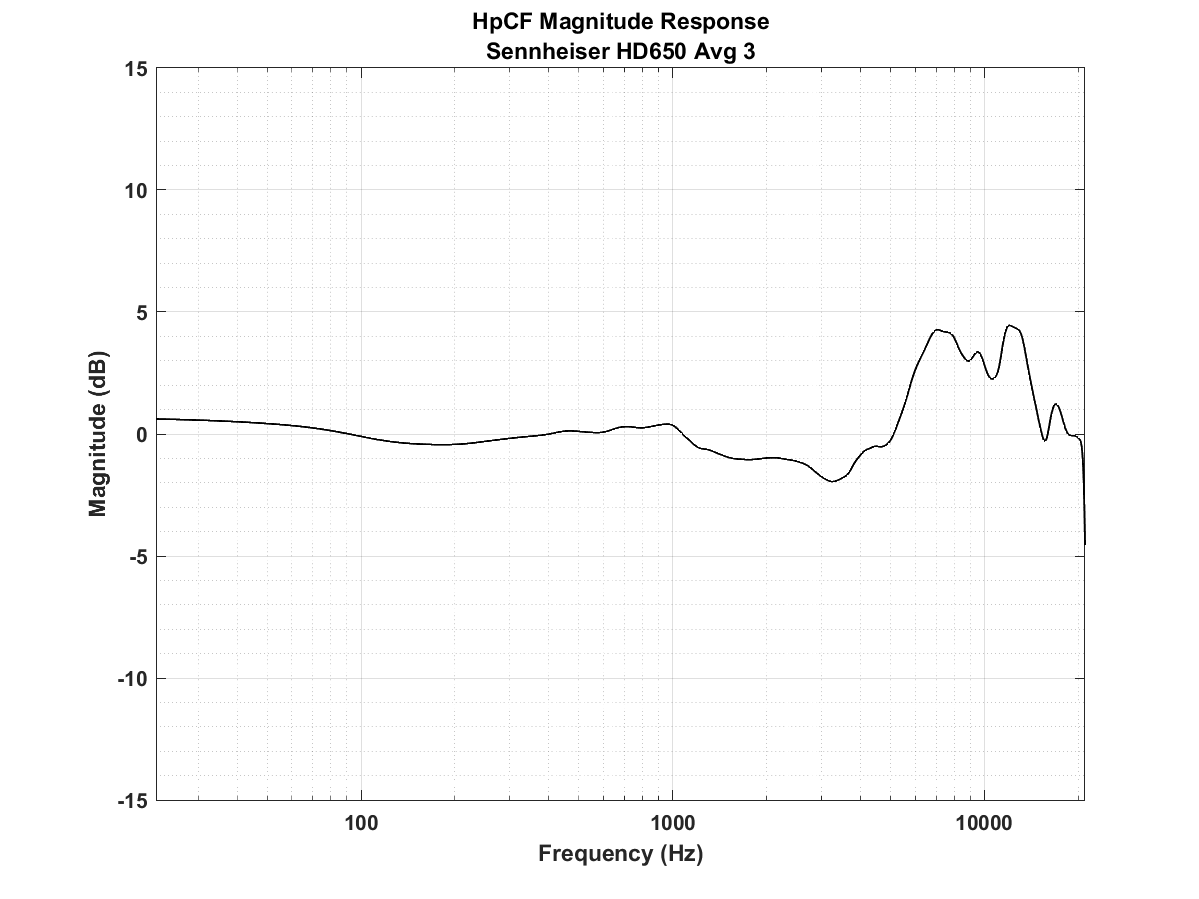 HpCF Magnitude Response
Sennheiser HD650 Avg 3
15
10
5
0
-5
-10
-15
Magnitude (dB)
100
1000
10000
Frequency (Hz)